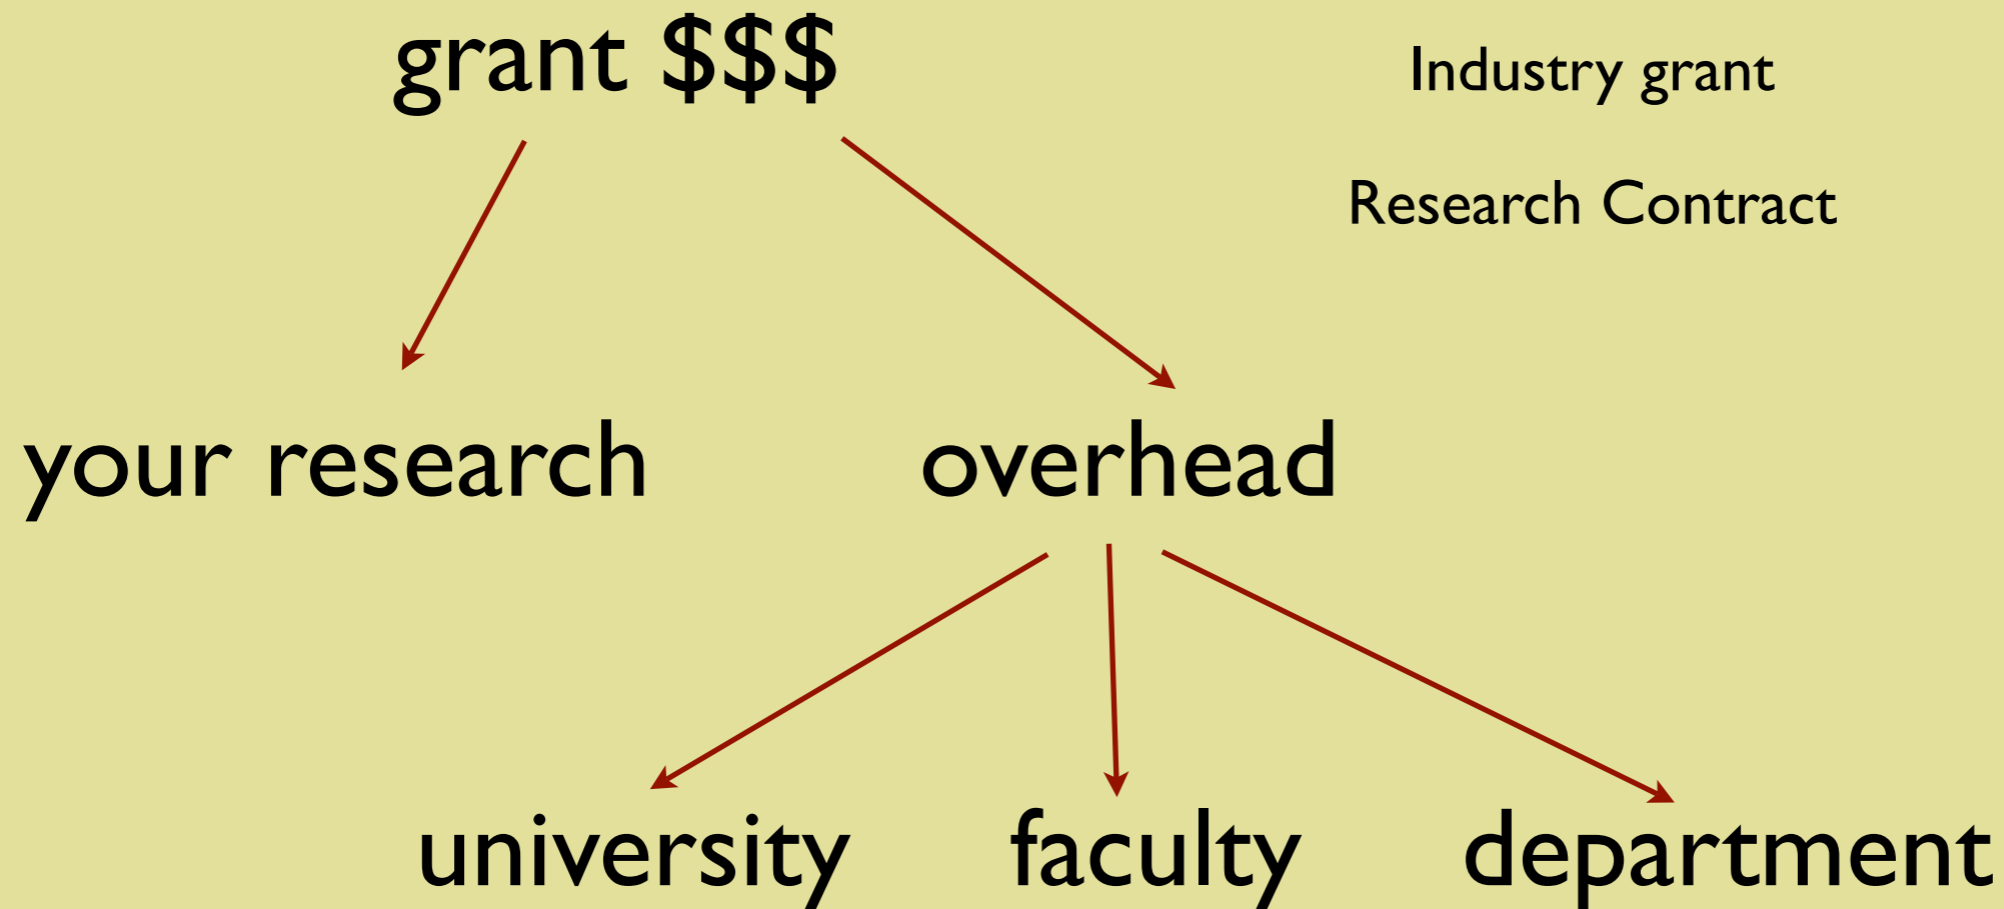 grant $$$
Industry grant
Research Contract
your research
overhead
university
faculty
department